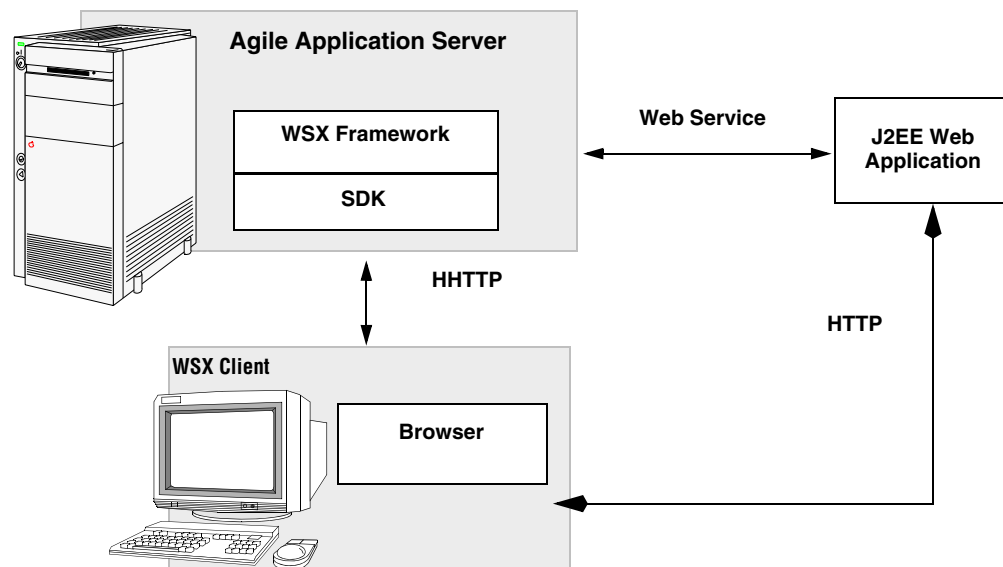 Agile Application Server
WSX Framework
SDK
Web Service
J2EE Web
Application
HHTTP
HTTP
WSX Client
Browser